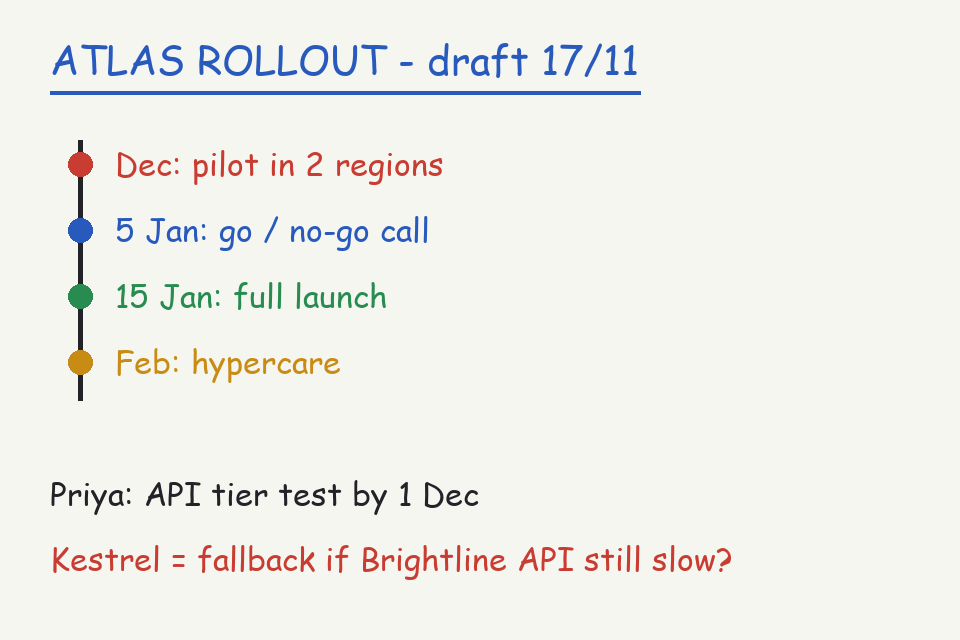 ATLAS ROLLOUT - draft 17/11
Dec: pilot in 2 regions
5 Jan: go / no-go call
15 Jan: full launch
Feb: hypercare
Priya: API tier test by 1 Dec
Kestrel = fallback if Brightline API still slow?